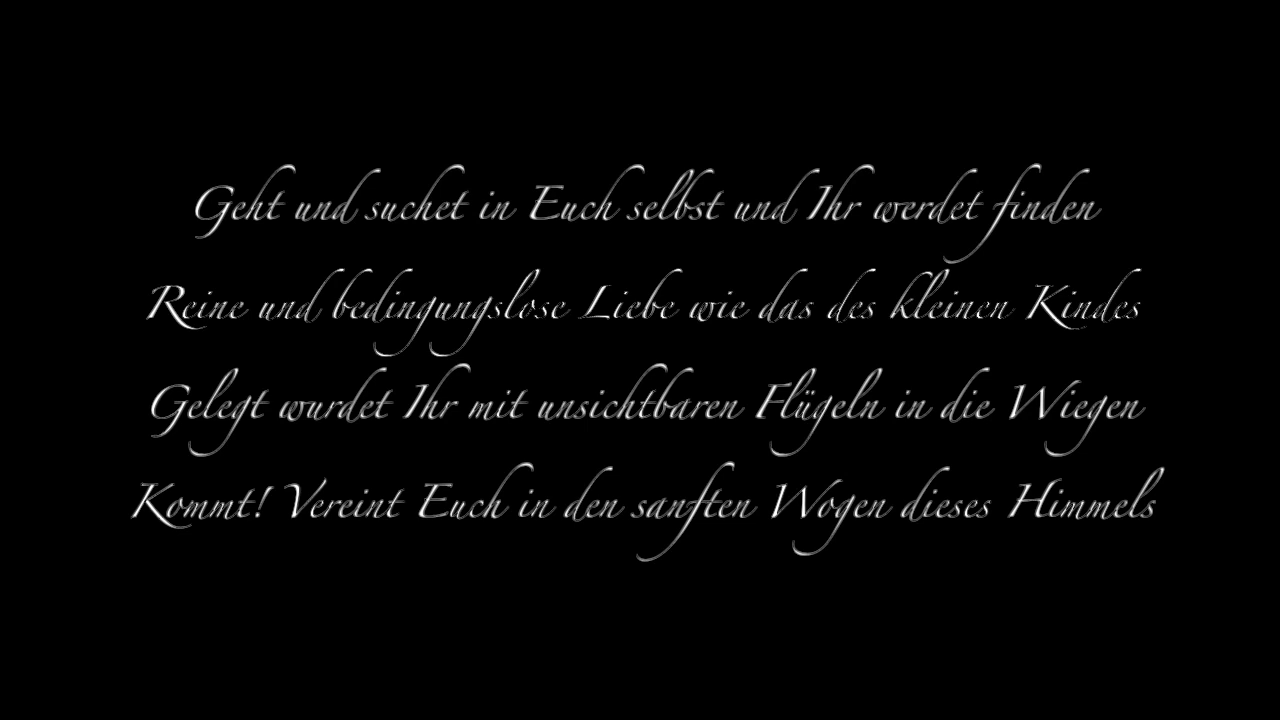 Geht und suchet in Euch selbst und Ihr werdet finden
Reine und bedingungslose Liebe wie das des kleinen Kindes
Gelegt wurdet Ihr mit unsichtbaren Flügeln in die Wiegen
Kommt! Vereint Euch in den sanften Wogen dieses Himmels